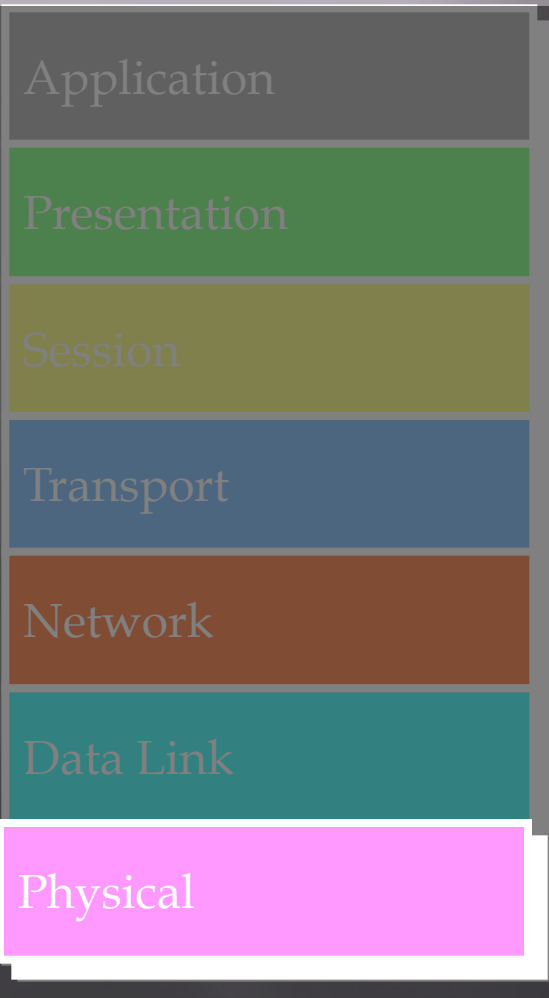 Application
Presentation
Session
Transport
Network
Data Link
Physical